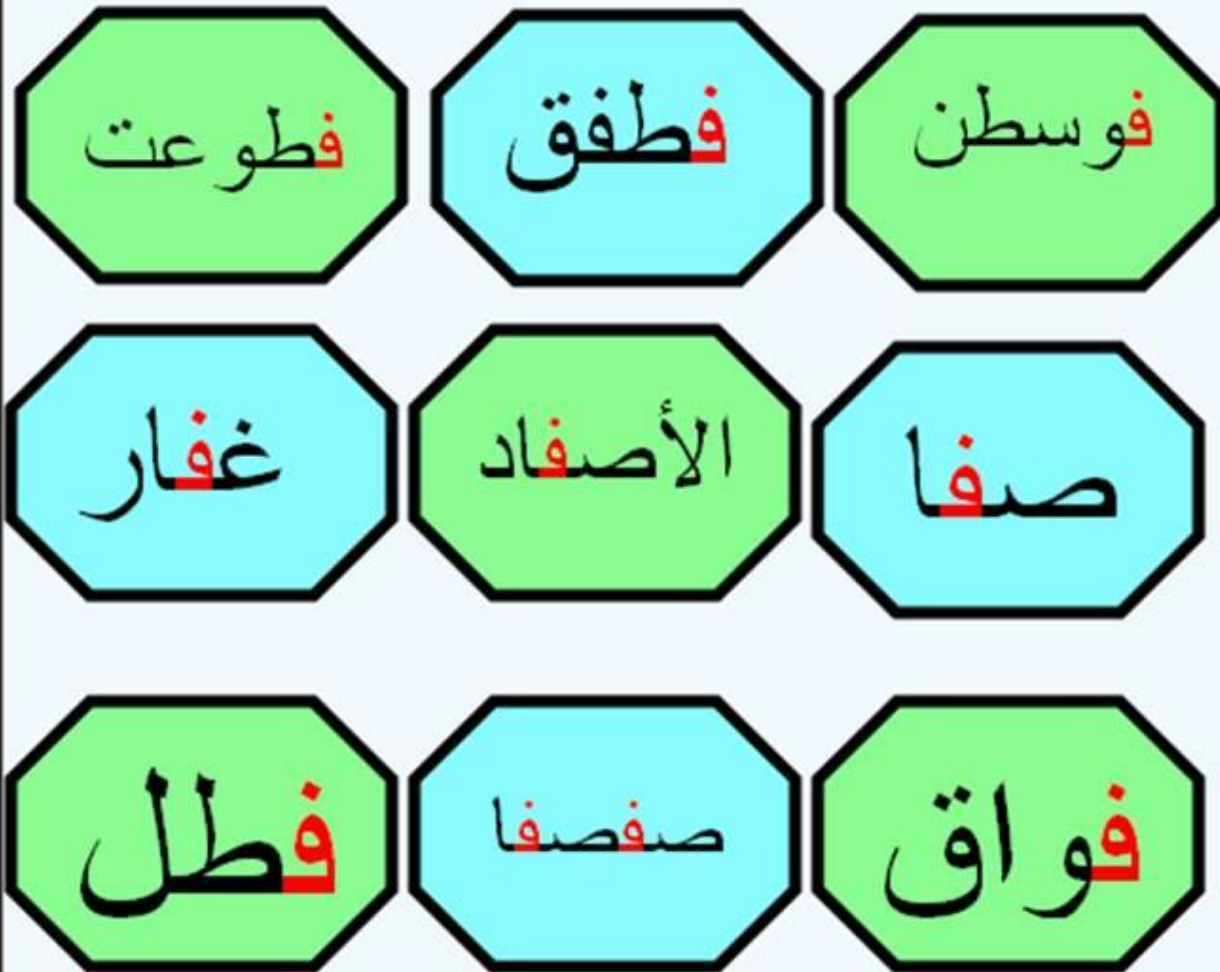 فوسطن
فطفق
فطوعت
صفا
الأصفاد
غفار
فواق
صفصفا
فطل